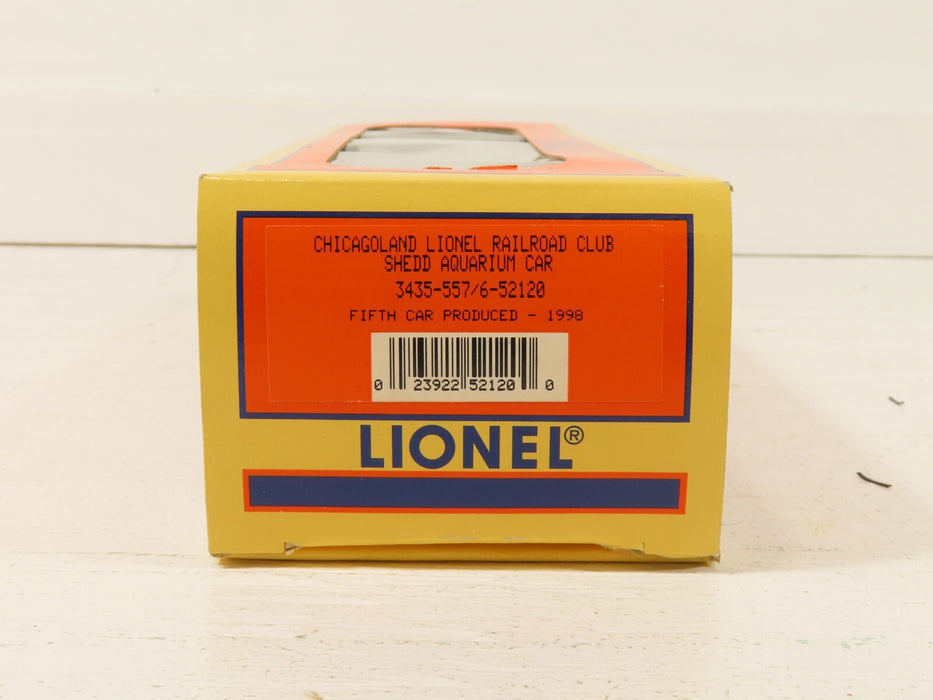 CHICAGOLAND LIONEL RAILROAD CLUB
SHEDD AQUARIUM CAR
3435-557/6-52120
FIFTH CAR PRODUCED - 1998
0 23922 52120 0
LIONEL®